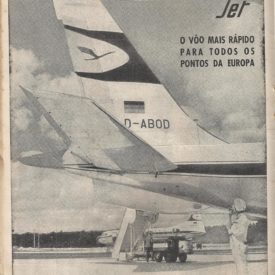 Jet
O VÔO MAIS RÁPIDO
PARA TODOS OS
PONTOS DA EUROPA
D-ABOD